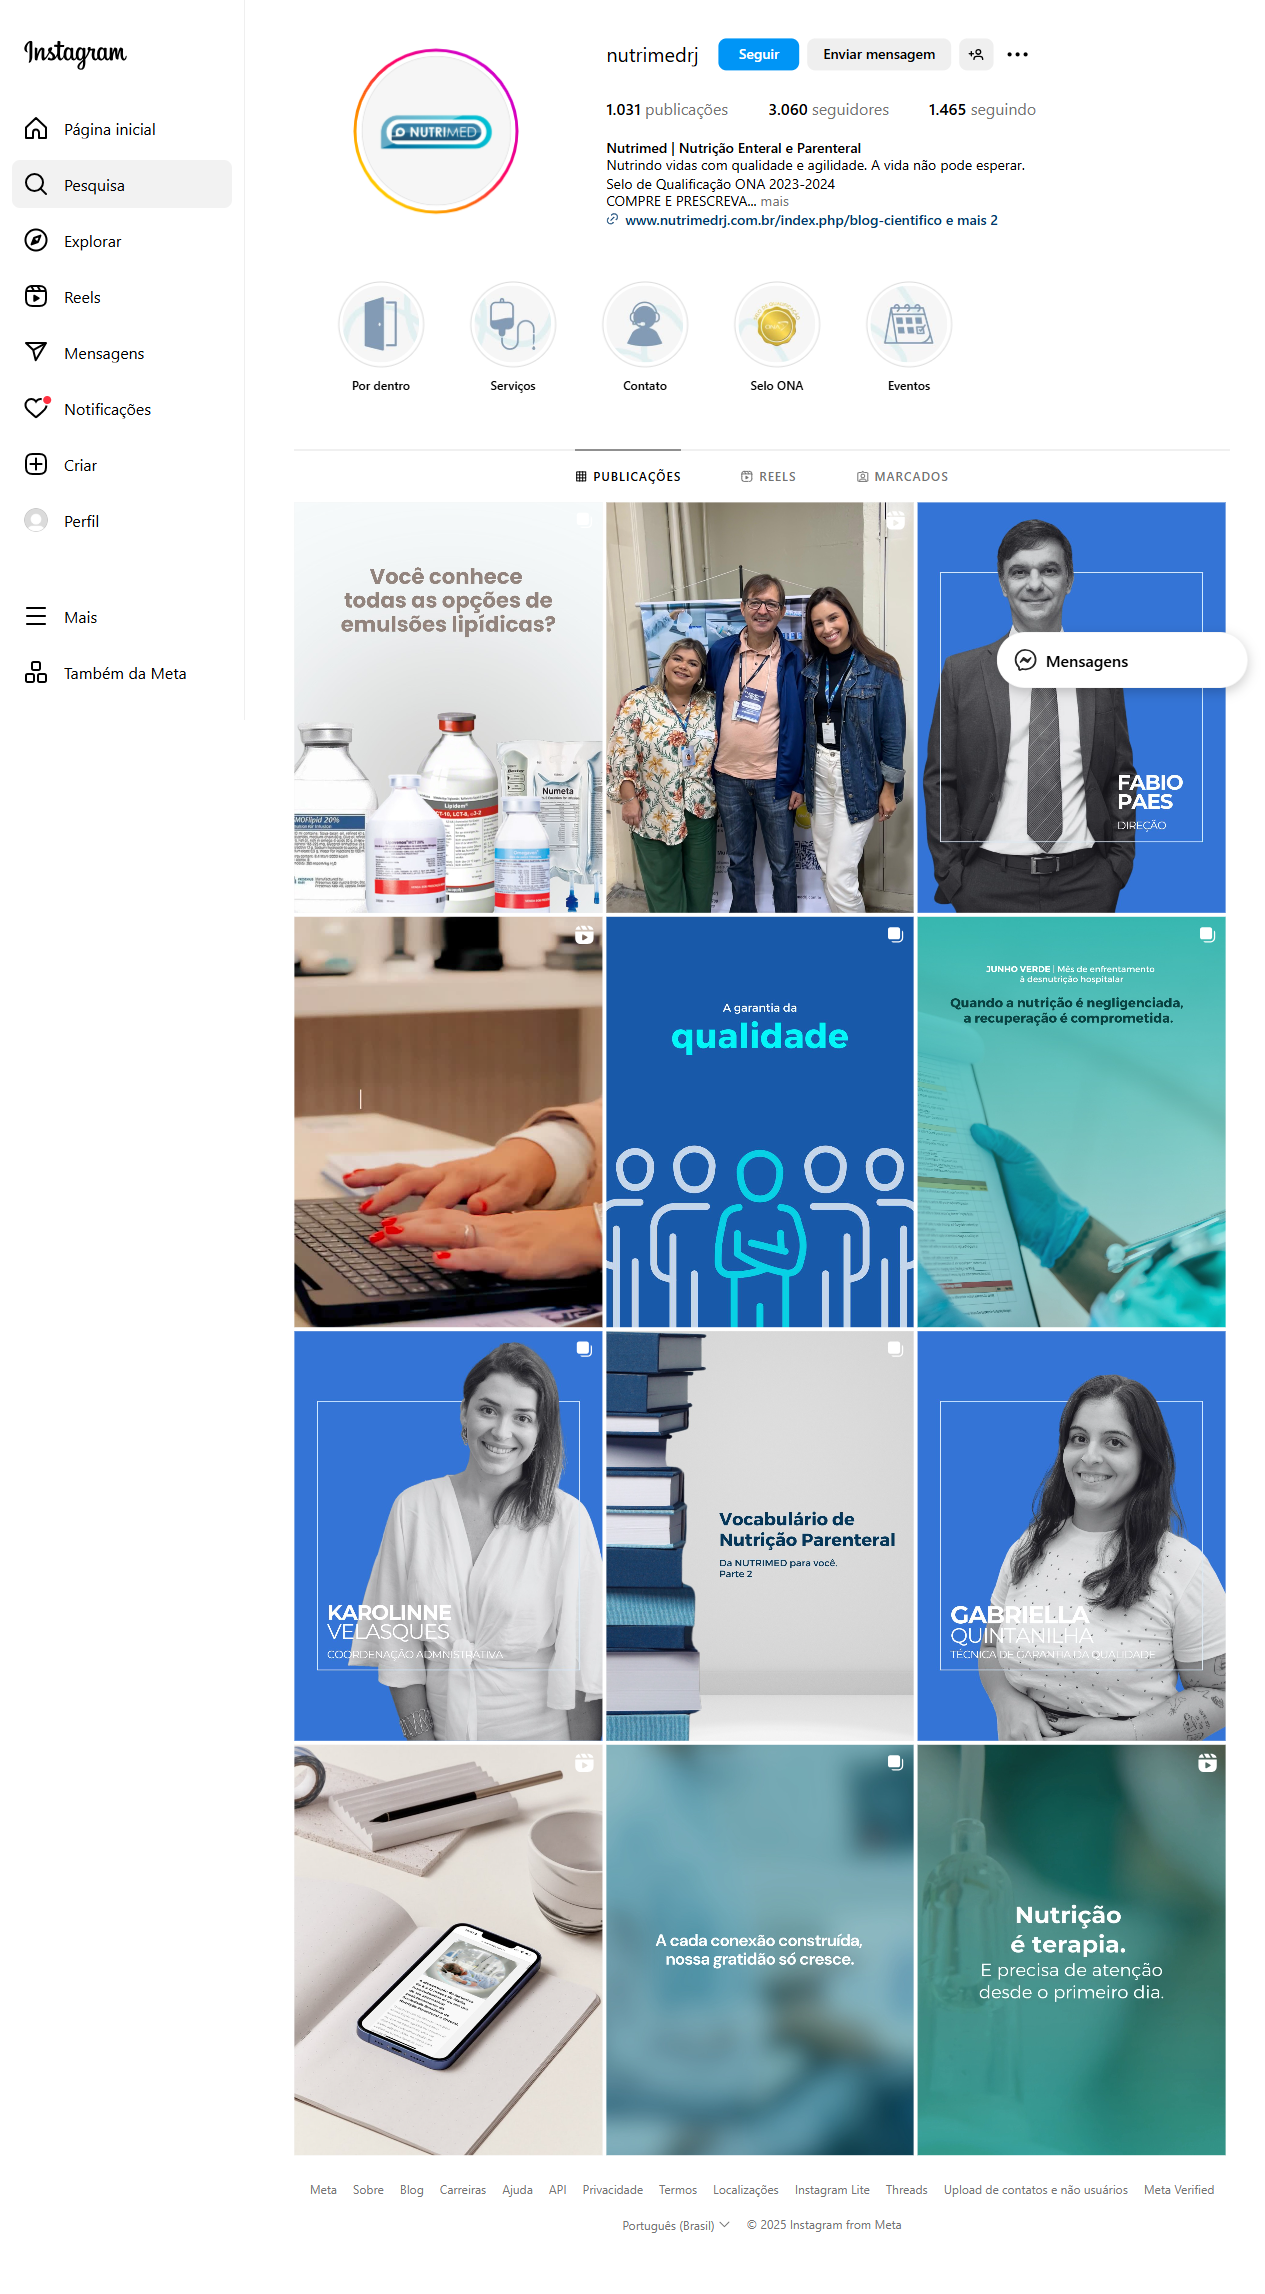 Instagram
Página inicial
Pesquisa
Explorar
Reels
Mensagens
Notificações
Criar
Perfil
Mais
Também da Meta
nutrimedrj
Seguir
Enviar mensagem
1.031 publicações
3.060 seguidores
1.465 seguindo
Nutrimed | Nutrição Enteral e Parenteral
Nutrindo vidas com qualidade e agilidade. A vida não pode esperar.
Selo de Qualificação ONA 2023-2024
COMPRE E PRESCREVA... mais
www.nutrimedrj.com.br/index.php/blog-cientifico e mais 2
NUTRIMED
Por dentro
Serviços
Contato
Selo ONA
Eventos
PUBLICAÇÕES
REELS
MARCADOS
Você conhece
todas as opções de
emulsões lipídicas?
Numeta
Lipidem®
MOFlipid 20%
FABIO
PAES
DIREÇÃO
Mensagens
A garantia da
qualidade
JUNHO VERDE | Mês de enfrentamento
à desnutrição hospitalar
Quando a nutrição é negligenciada,
a recuperação é comprometida.
KAROLINNE
VELASQUES
COORDENAÇÃO ADMNISTRATIVA
Vocabulário de
Nutrição Parenteral
Da NUTRIMED para você.
Parte 2
GABRIELLA
QUINTANILHA
TÉCNICA DE GARANTIA DA QUALIDADE
A cada conexão construída,
nossa gratidão só cresce.
Nutrição
é terapia.
E precisa de atenção
desde o primeiro dia.
Meta
Sobre
Blog
Carreiras
Ajuda
API
Privacidade
Termos
Localizações
Instagram Lite
Threads
Upload de contatos e não usuários
Meta Verified
Português (Brasil)
© 2025 Instagram from Meta